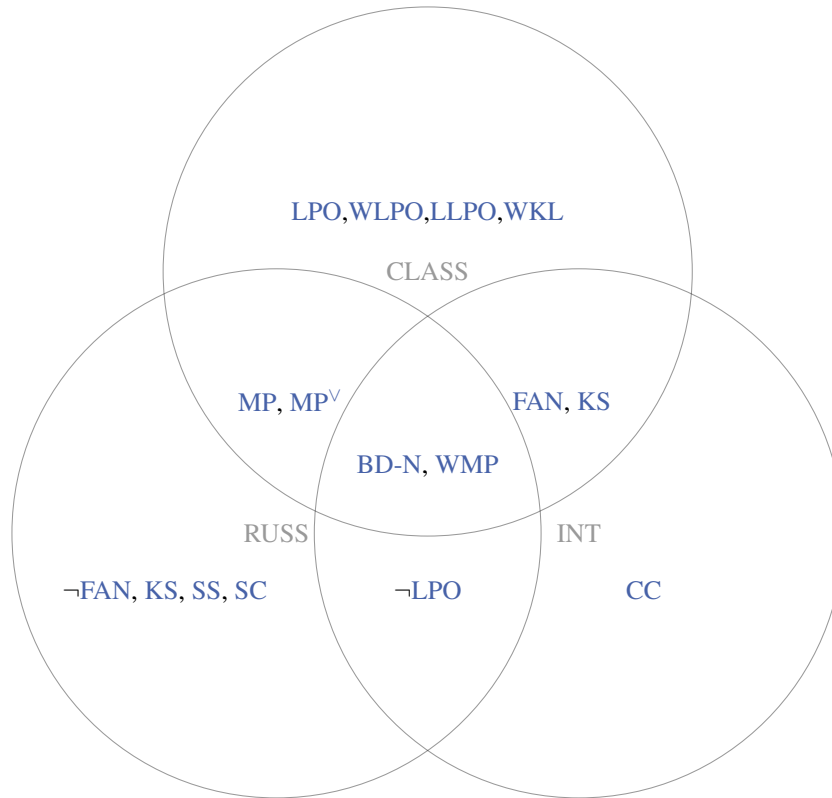 LPO,WLPO,LLPO,WKL
CLASS
MP, MP∨
FAN, KS
BD-N, WMP
RUSS
INT
¬FAN, KS, SS, SC
¬LPO
CC